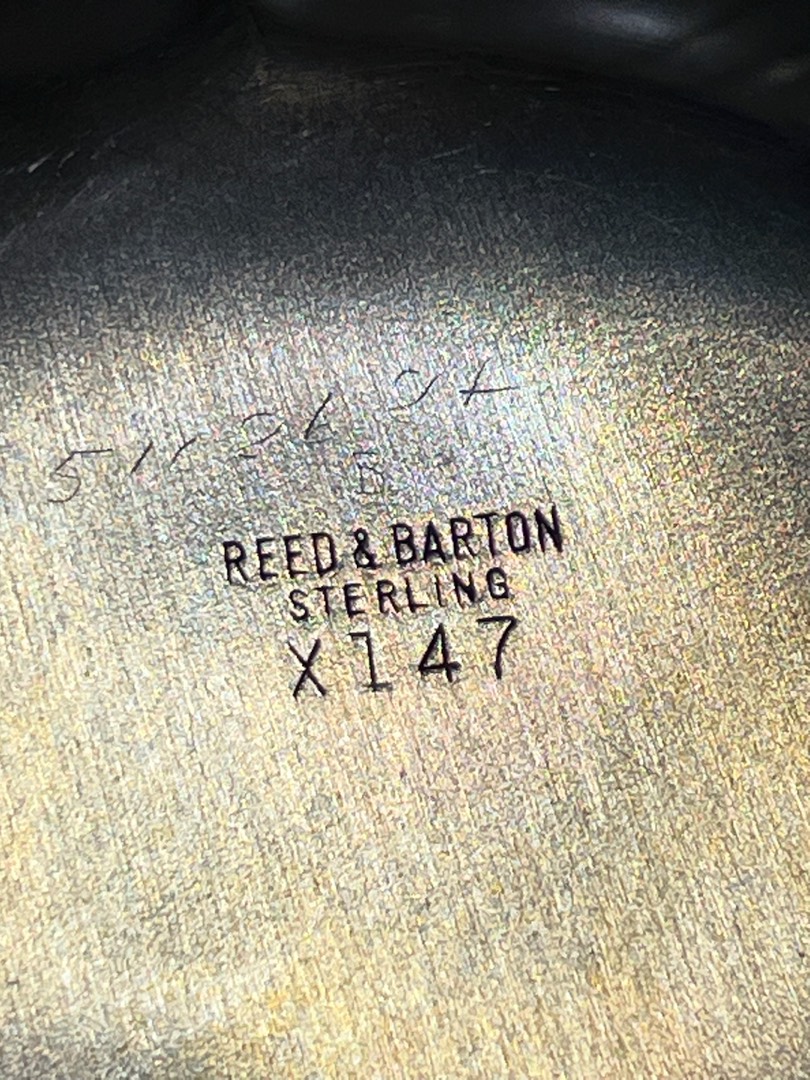 B
REED & BARTON
STERLING
X147